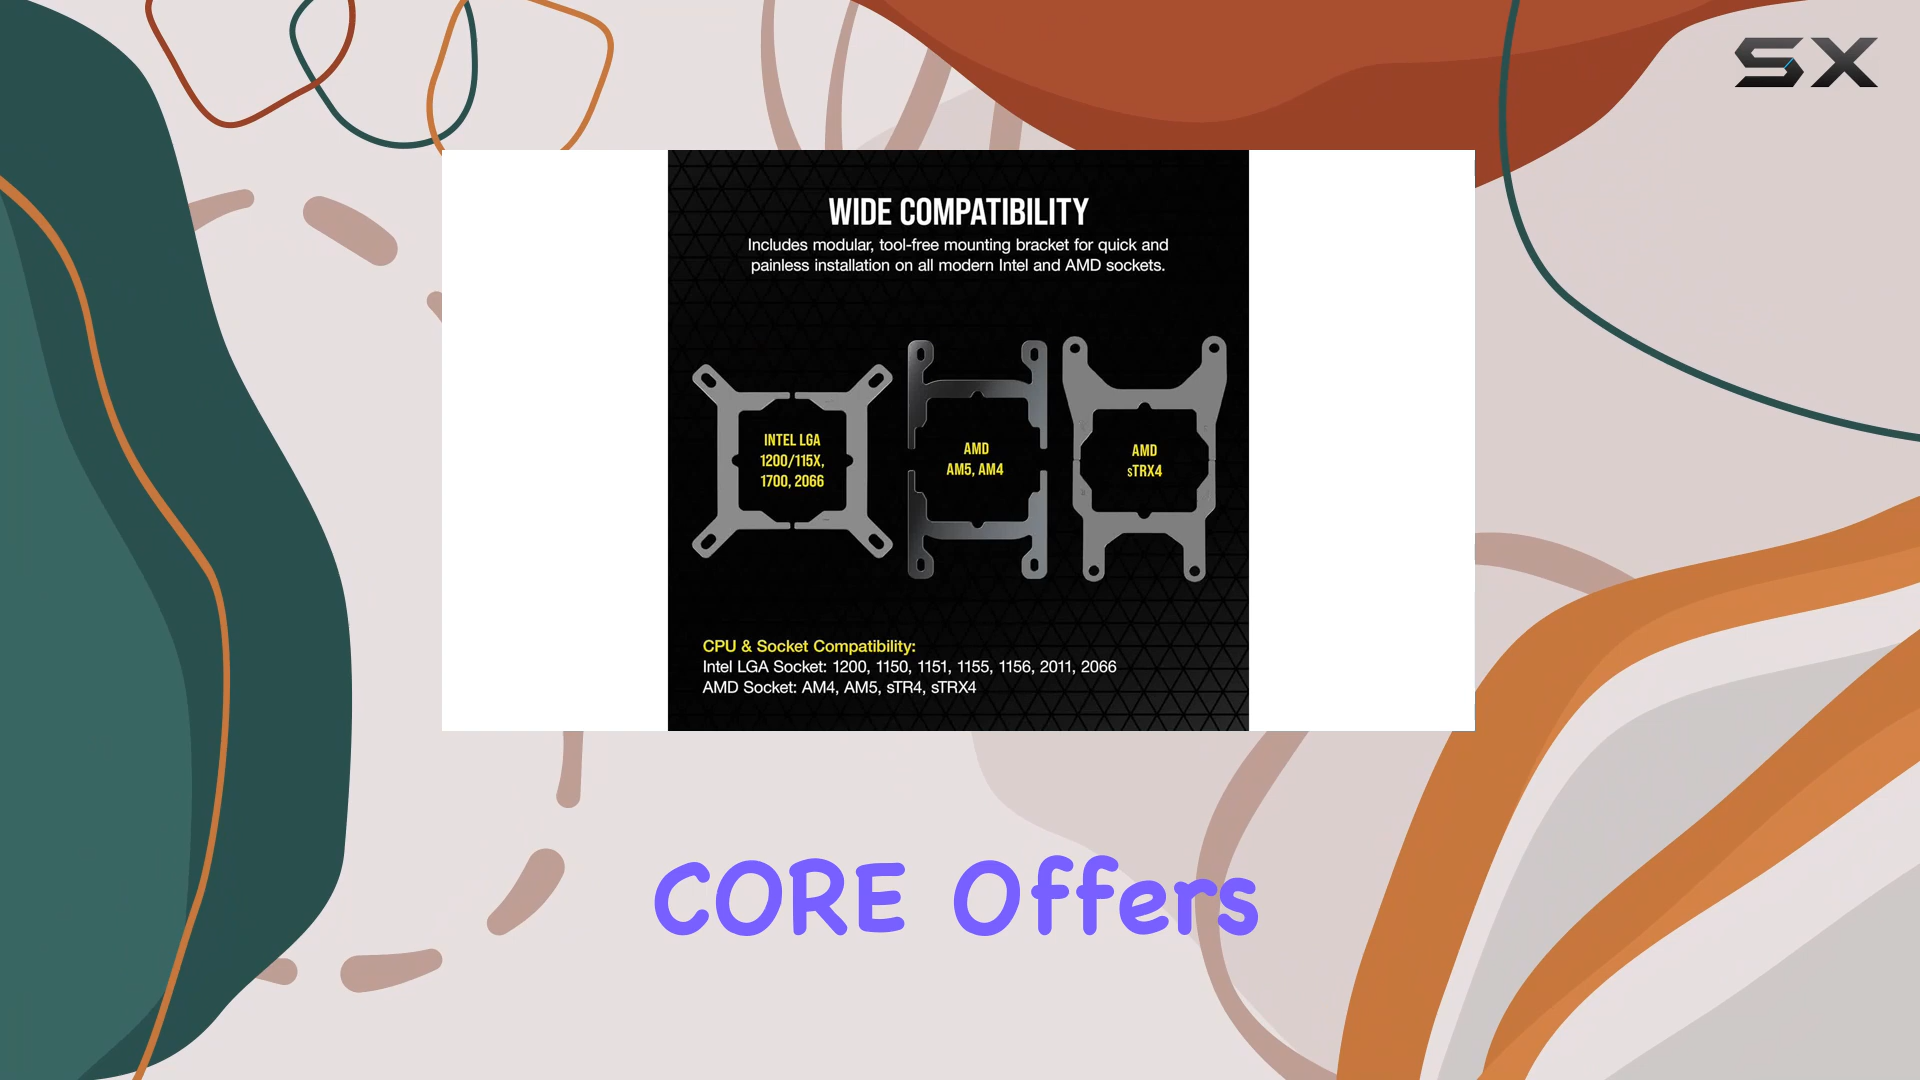 SX
WIDE COMPATIBILITY
Includes modular, tool-free mounting bracket for quick and
painless installation on all modern Intel and AMD sockets.
INTEL LGA
1200/115X,
1700, 2066
AMD
AM5, AM4
AMD
sTRX4
CPU & Socket Compatibility:
Intel LGA Socket: 1200, 1150, 1151, 1155, 1156, 2011, 2066
AMD Socket: AM4, AM5, sTR4, sTRX4
CORE Offers